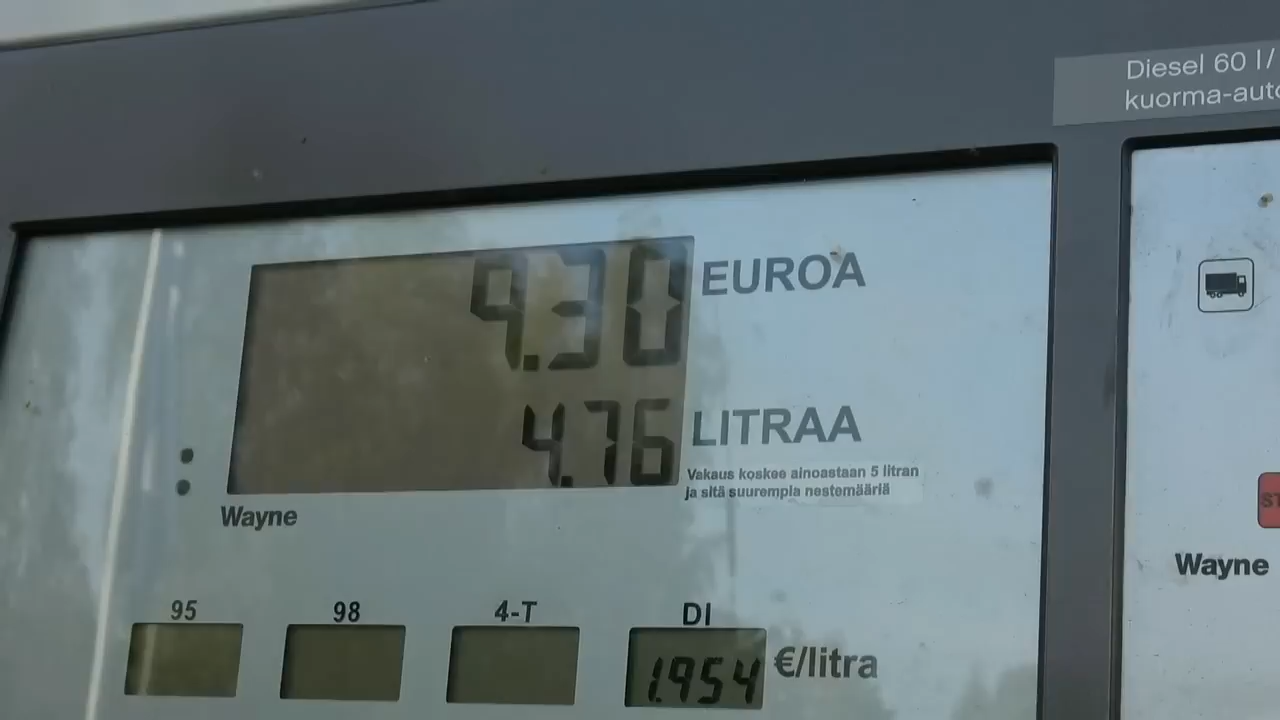 Diesel 60 l/
kuorma-auto
9.30 EUROA
4.76 LITRAA
Vakaus koskee ainoastaan 5 litran
ja sitä suurempia nestemääriä
Wayne
Wayne
95 98 4-T DI
1.954 €/litra